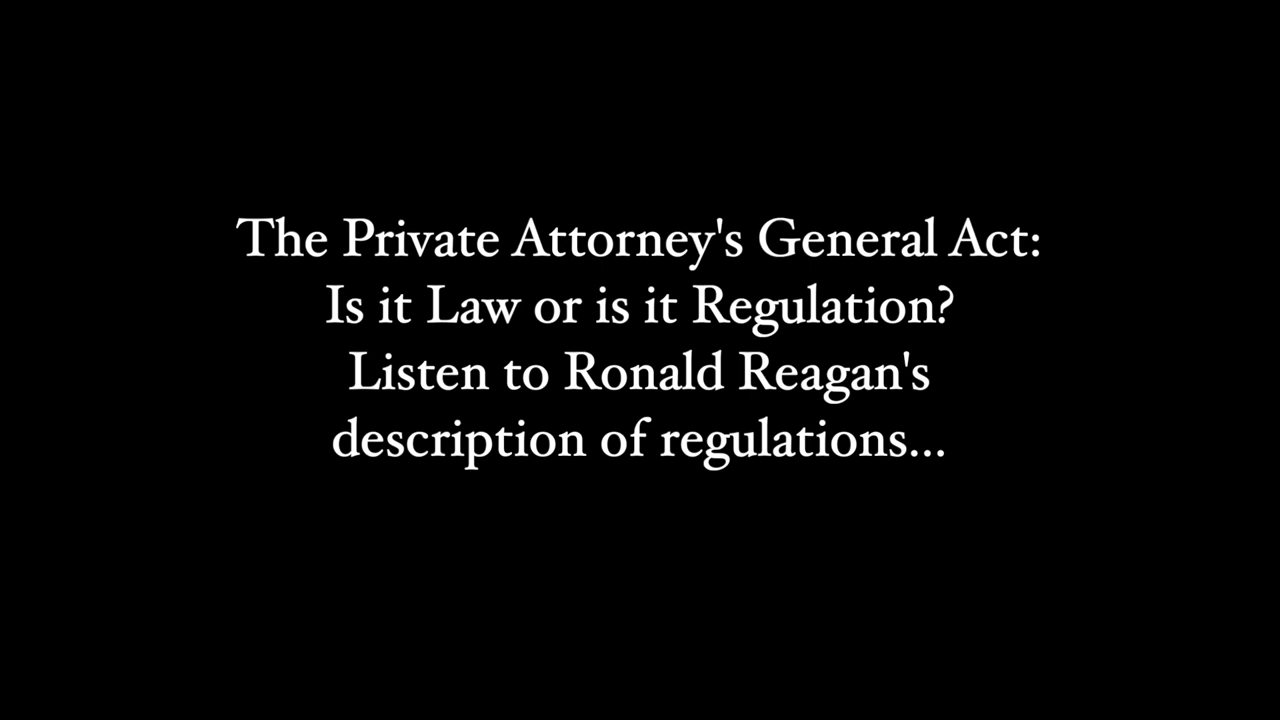 The Private Attorney's General Act:
Is it Law or is it Regulation?
Listen to Ronald Reagan's
description of regulations...